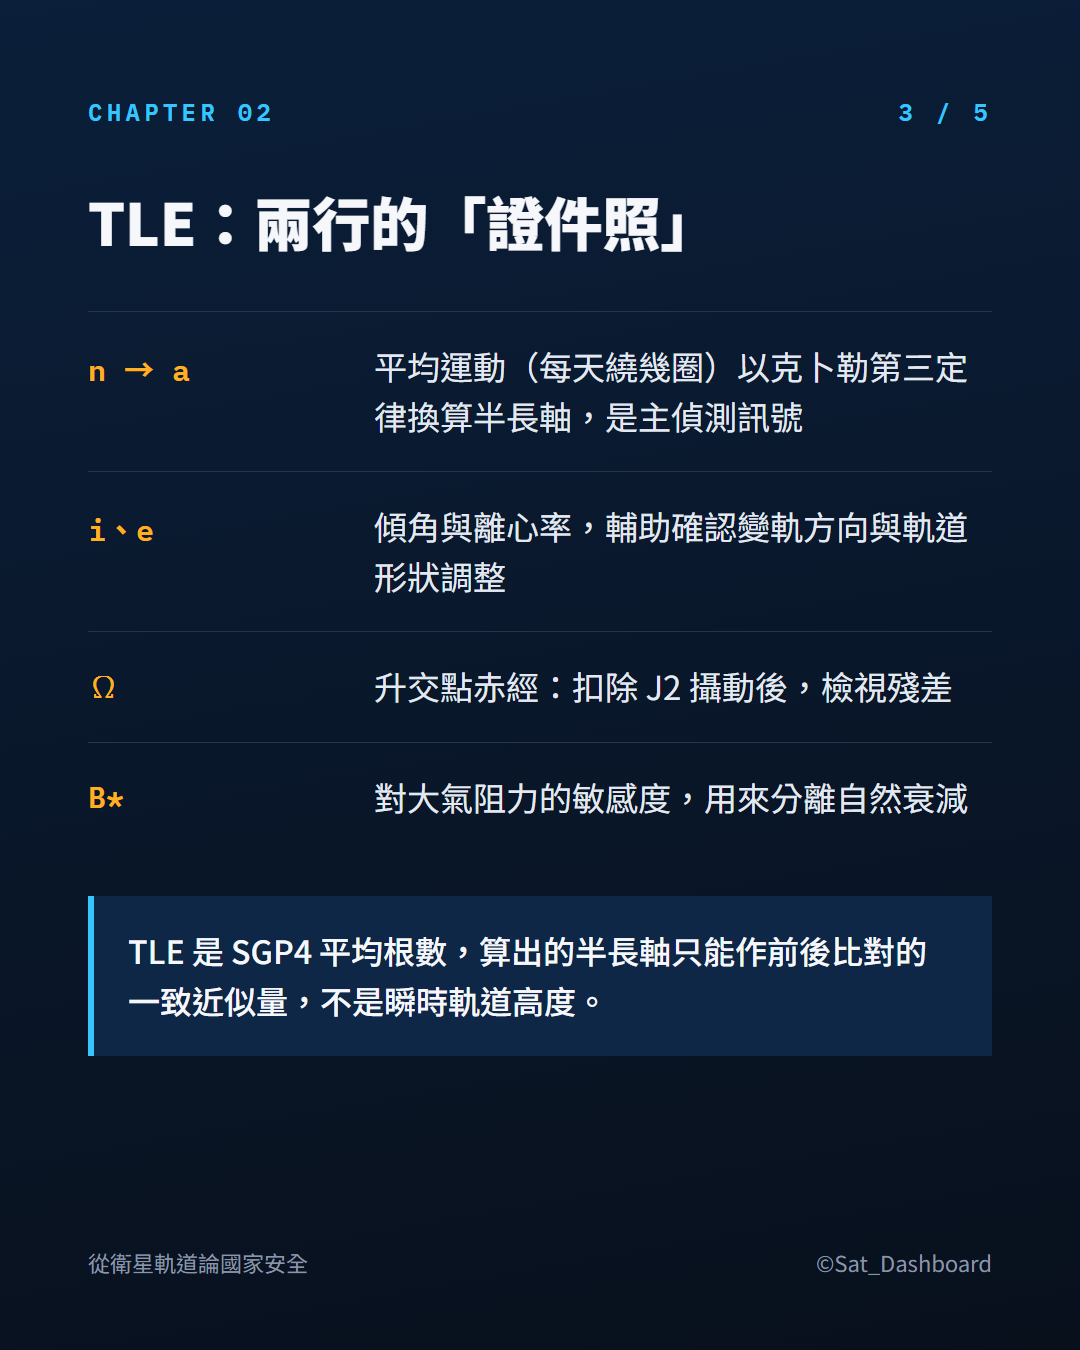 CHAPTER 02
3 / 5
TLE：兩行的「證件照」
n → a
平均運動（每天繞幾圈）以克卜勒第三定
律換算半長軸，是主偵測訊號
i、e
傾角與離心率，輔助確認變軌方向與軌道
形狀調整
Ω
升交點赤經：扣除 J2 攝動後，檢視殘差
B*
對大氣阻力的敏感度，用來分離自然衰減
TLE 是 SGP4 平均根數，算出的半長軸只能作前後比對的
一致近似量，不是瞬時軌道高度。
從衛星軌道論國家安全
©Sat_Dashboard